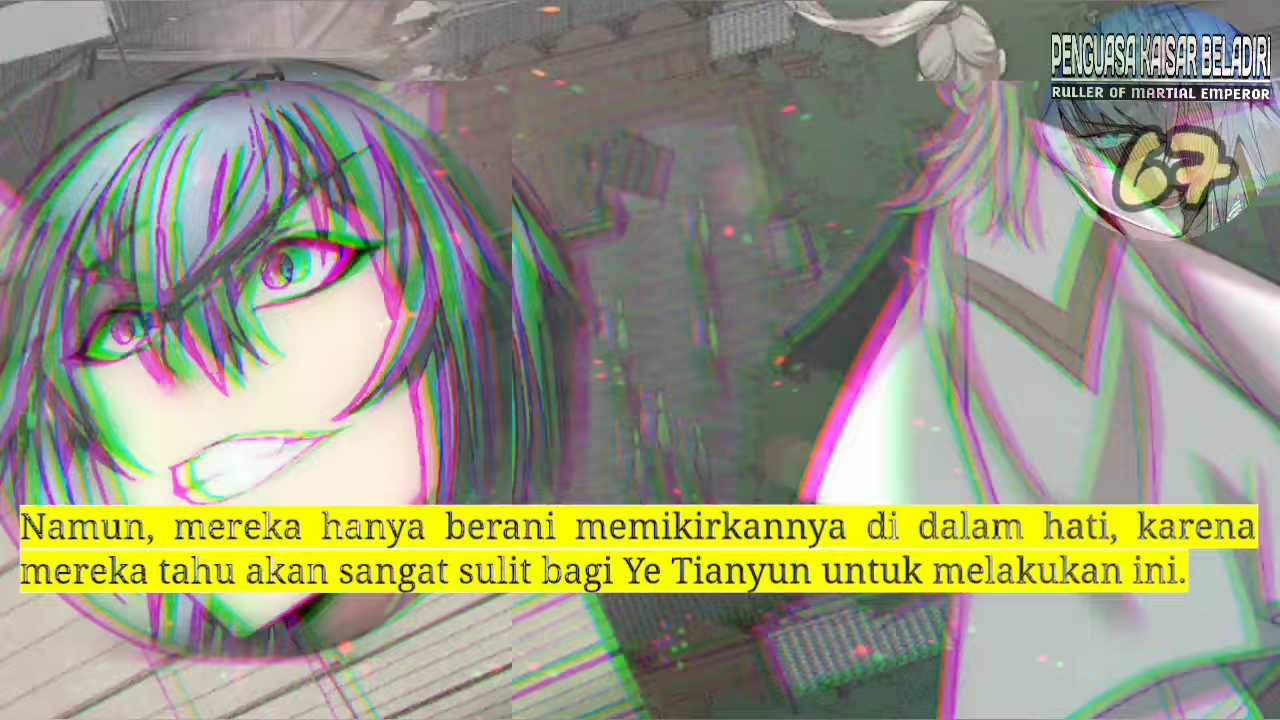 PENGUASA KAISAR BELADIRI
RULLER OF MARTIAL EMPEROR
67
Namun, mereka hanya berani memikirkannya di dalam hati, karena
mereka tahu akan sangat sulit bagi Ye Tianyun untuk melakukan ini.